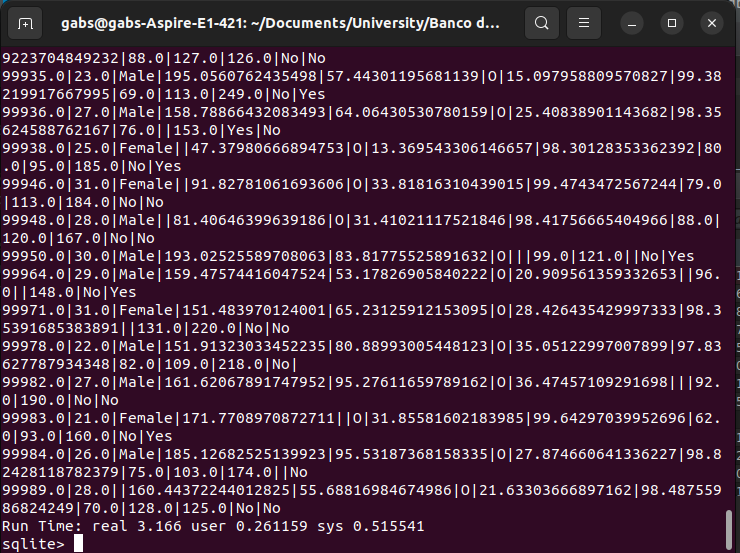 gabs@gabs-Aspire-E1-421: ~/Documents/University/Banco d...
9223704849232|88.0|127.0|126.0|No|No
99935.0|23.0|Male|195.0560762435498|57.44301195681139|O|15.097958809570827|99.38
219917667995|69.0|113.0|249.0|No|Yes
99936.0|27.0|Male|158.78866432083493|64.06430530780159|O|25.40838901143682|98.35
624588762167|76.0||153.0|Yes|No
99938.0|25.0|Female||47.37980666894753|O|13.369543306146657|98.30128353362392|80
.0|95.0|185.0|No|Yes
99946.0|31.0|Female||91.82781061693606|O|33.81816310439015|99.4743472567244|79.0
|113.0|184.0|No|No
99948.0|28.0|Male||81.40646399639186|O|31.41021117521846|98.41756665404966|88.0|
120.0|167.0|No|No
99950.0|30.0|Male|193.02525589708063|83.81775525891632|O|||99.0|121.0||No|Yes
99964.0|29.0|Male|159.47574416047524|53.17826905840222|O|20.909561359332653||96.
0||148.0|No|Yes
99971.0|31.0|Female|151.483970124001|65.23125912153095|O|28.426435429997333|98.3
53916853838​91||131.0|220.0|No|No
99978.0|22.0|Male|151.91323033452235|80.88993005448123|O|35.05122997007899|97.83
627787934348|82.0|109.0|218.0|No|
99982.0|27.0|Male|161.62067891747952|95.27611659789162|O|36.47457109291698|||92.
0|190.0|No|No
99983.0|21.0|Female|171.7708970872711||O|31.85581602183985|99.64297039952696|62.
0|93.0|160.0|No|Yes
99984.0|26.0|Male|185.12682525139923|95.53187368158335|O|27.874660641336227|98.8
2428118782379|75.0|103.0|174.0||No
99989.0|28.0||160.44372244012825|55.68816984674986|O|21.63303666897162|98.487559
86824249|70.0|128.0|125.0|No|No
Run Time: real 3.166 user 0.261159 sys 0.515541
sqlite>